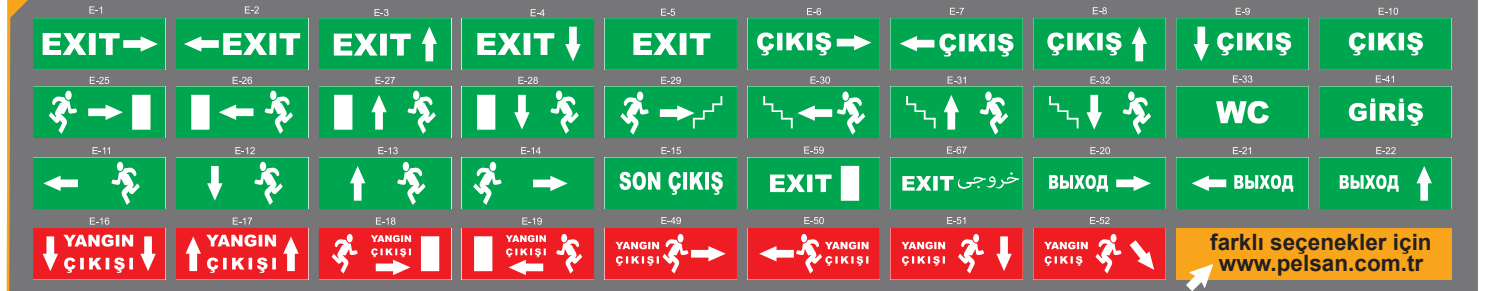 E-1 E-2 E-3 E-4 E-5 E-6 E-7 E-8 E-9 E-10
EXIT EXIT EXIT EXIT EXIT ÇIKIŞ ÇIKIŞ ÇIKIŞ ÇIKIŞ ÇIKIŞ
E-25 E-26 E-27 E-28 E-29 E-30 E-31 E-32 E-33 E-41
WC GİRİŞ
E-11 E-12 E-13 E-14 E-15 E-59 E-67 E-20 E-21 E-22
SON ÇIKIŞ EXIT EXIT خروجی ВЫХОД ВЫХОД ВЫХОД
E-16 E-17 E-18 E-19 E-49 E-50 E-51 E-52
YANGIN YANGIN YANGIN YANGIN YANGIN YANGIN YANGIN YANGIN
ÇIKIŞI ÇIKIŞI ÇIKIŞI ÇIKIŞI ÇIKIŞI ÇIKIŞI ÇIKIŞI ÇIKIŞ
farklı seçenekler için
www.pelsan.com.tr